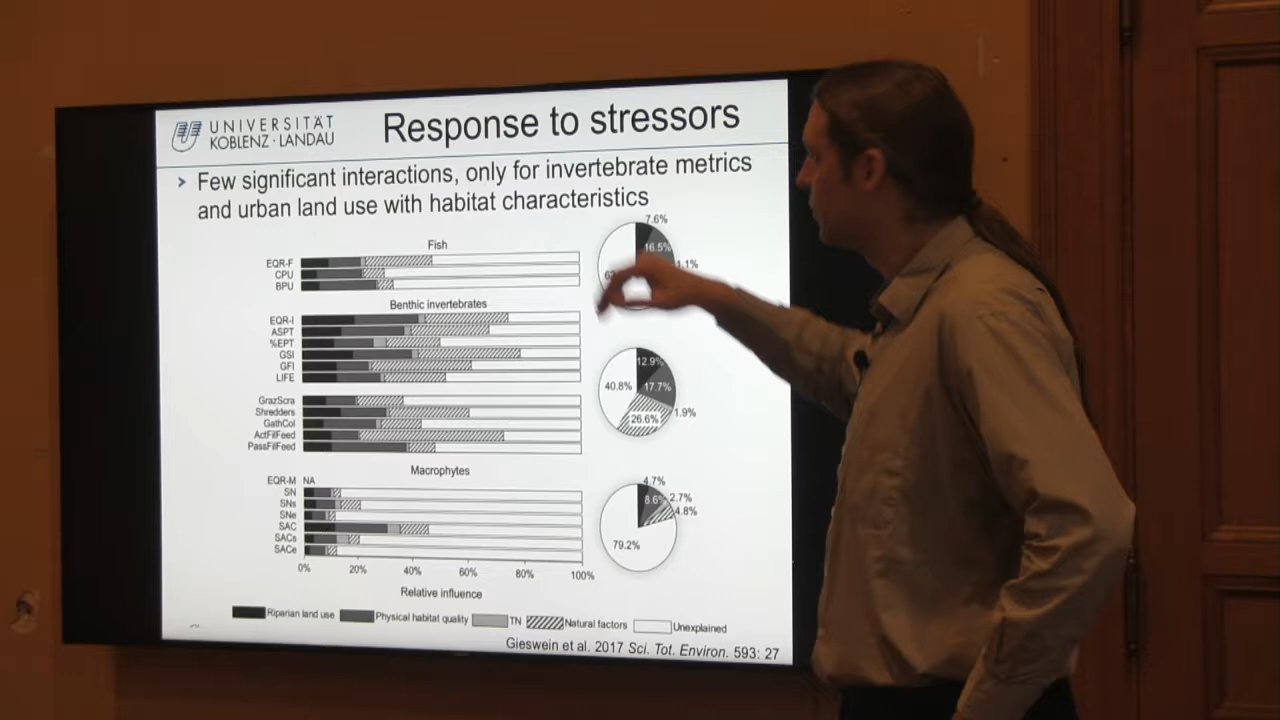 UNIVERSITÄT
KOBLENZ · LANDAU
Response to stressors
> Few significant interactions, only for invertebrate metrics
and urban land use with habitat characteristics
Fish
EQR-F
CPU
BPU
7.6%
16.5%
1.1%
Benthic invertebrates
EQR-I
ASPT
%EPT
GSI
GFI
LIFE
GrazScra
Shredders
GathCol
ActFilFeed
PassFilFeed
12.9%
40.8%
17.7%
1.9%
26.6%
Macrophytes
EQR-M NA
SN
SNs
SNe
SAC
SACs
SACe
4.7%
8.6%
2.7%
4.8%
79.2%
0% 20% 40% 60% 80% 100%
Relative influence
Riparian land use Physical habitat quality TN Natural factors Unexplained
Gieswein et al. 2017 Sci. Tot. Environ. 593: 27